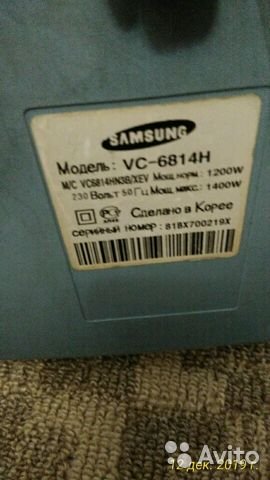 SAMSUNG
Модель: VC-6814H
M/C VC6814HN3B/XEV Мощ. норм.: 1200W
230 Вольт 50 Гц Мощ. макс.: 1400W
Сделано в Корее
серийный номер: 818X700219X
12 дек. 2019 г.
Avito